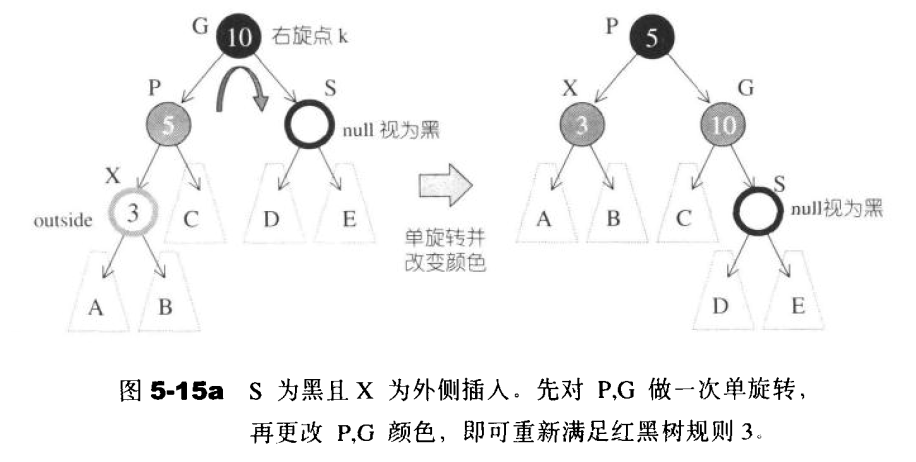 G 10 右旋点 k
P 5
P
S
X
G
5
null 视为黑
3
10
X
S
outside
3
C
D
E
A
B
C
null视为黑
单旋转并
改变颜色
A
B
D
E
图 5-15a S 为黑且 X 为外侧插入。先对 P,G 做一次单旋转，
再更改 P,G 颜色，即可重新满足红黑树规则 3。